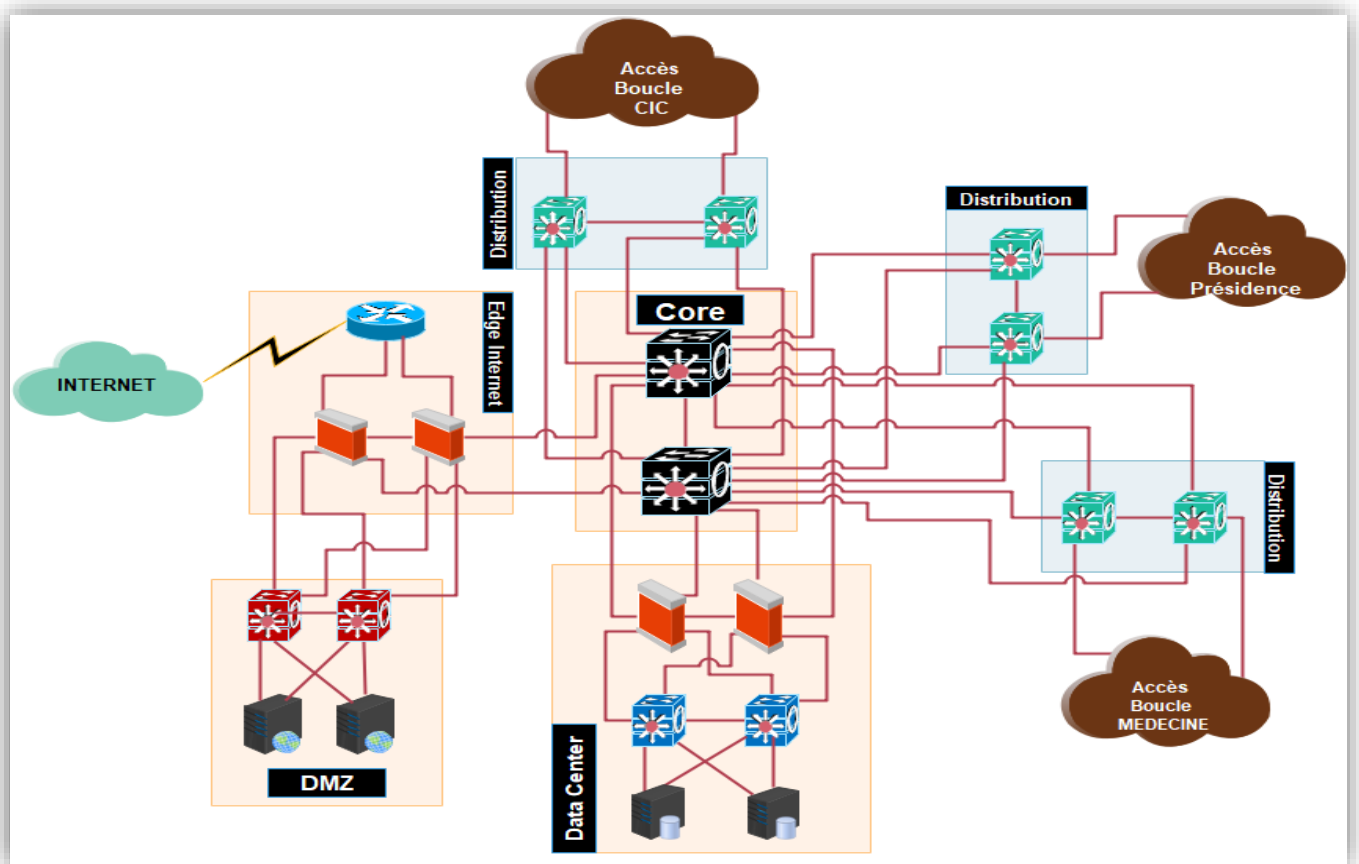 Accès
Boucle
CIC
Distribution
Distribution
Accès
Boucle
Présidence
Edge Internet
Core
INTERNET
Distribution
DMZ
Data Center
Accès
Boucle
MEDECINE